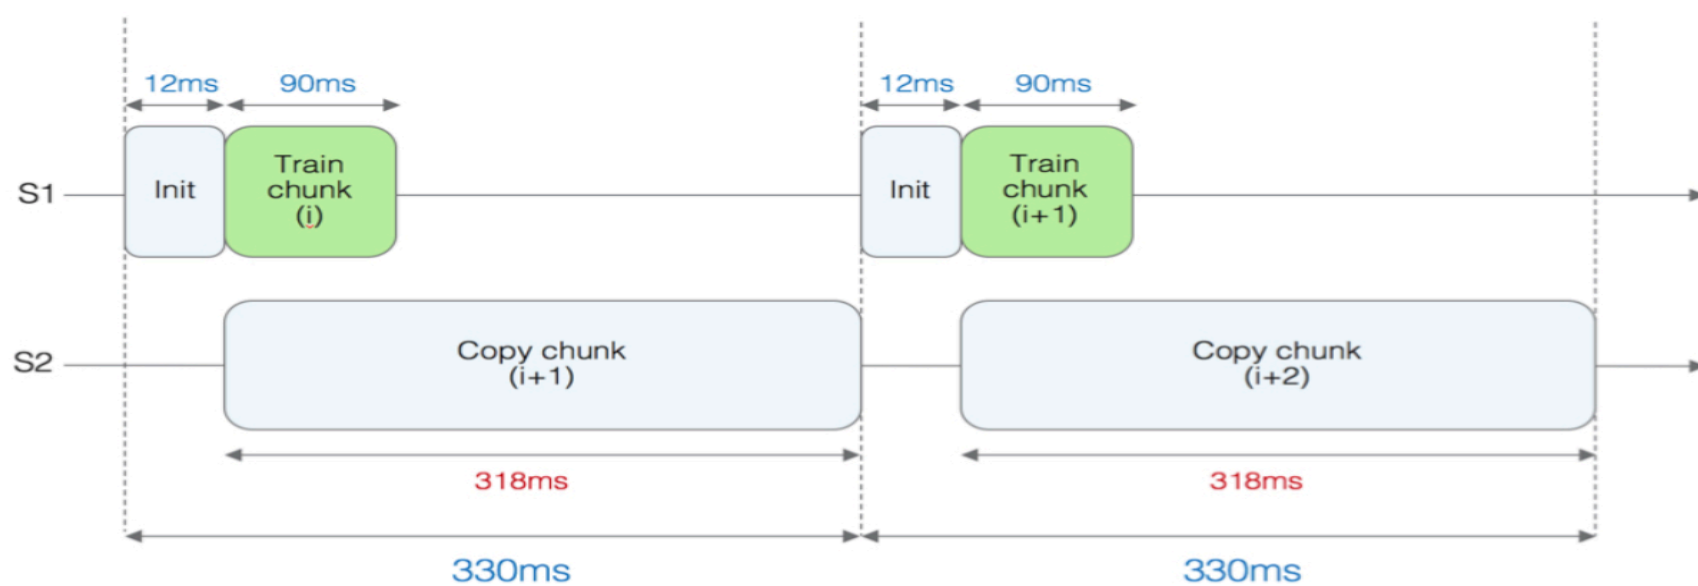 12ms
90ms
12ms
90ms
S1
Init
Train
chunk
(i)
Init
Train
chunk
(i+1)
S2
Copy chunk
(i+1)
Copy chunk
(i+2)
318ms
318ms
330ms
330ms